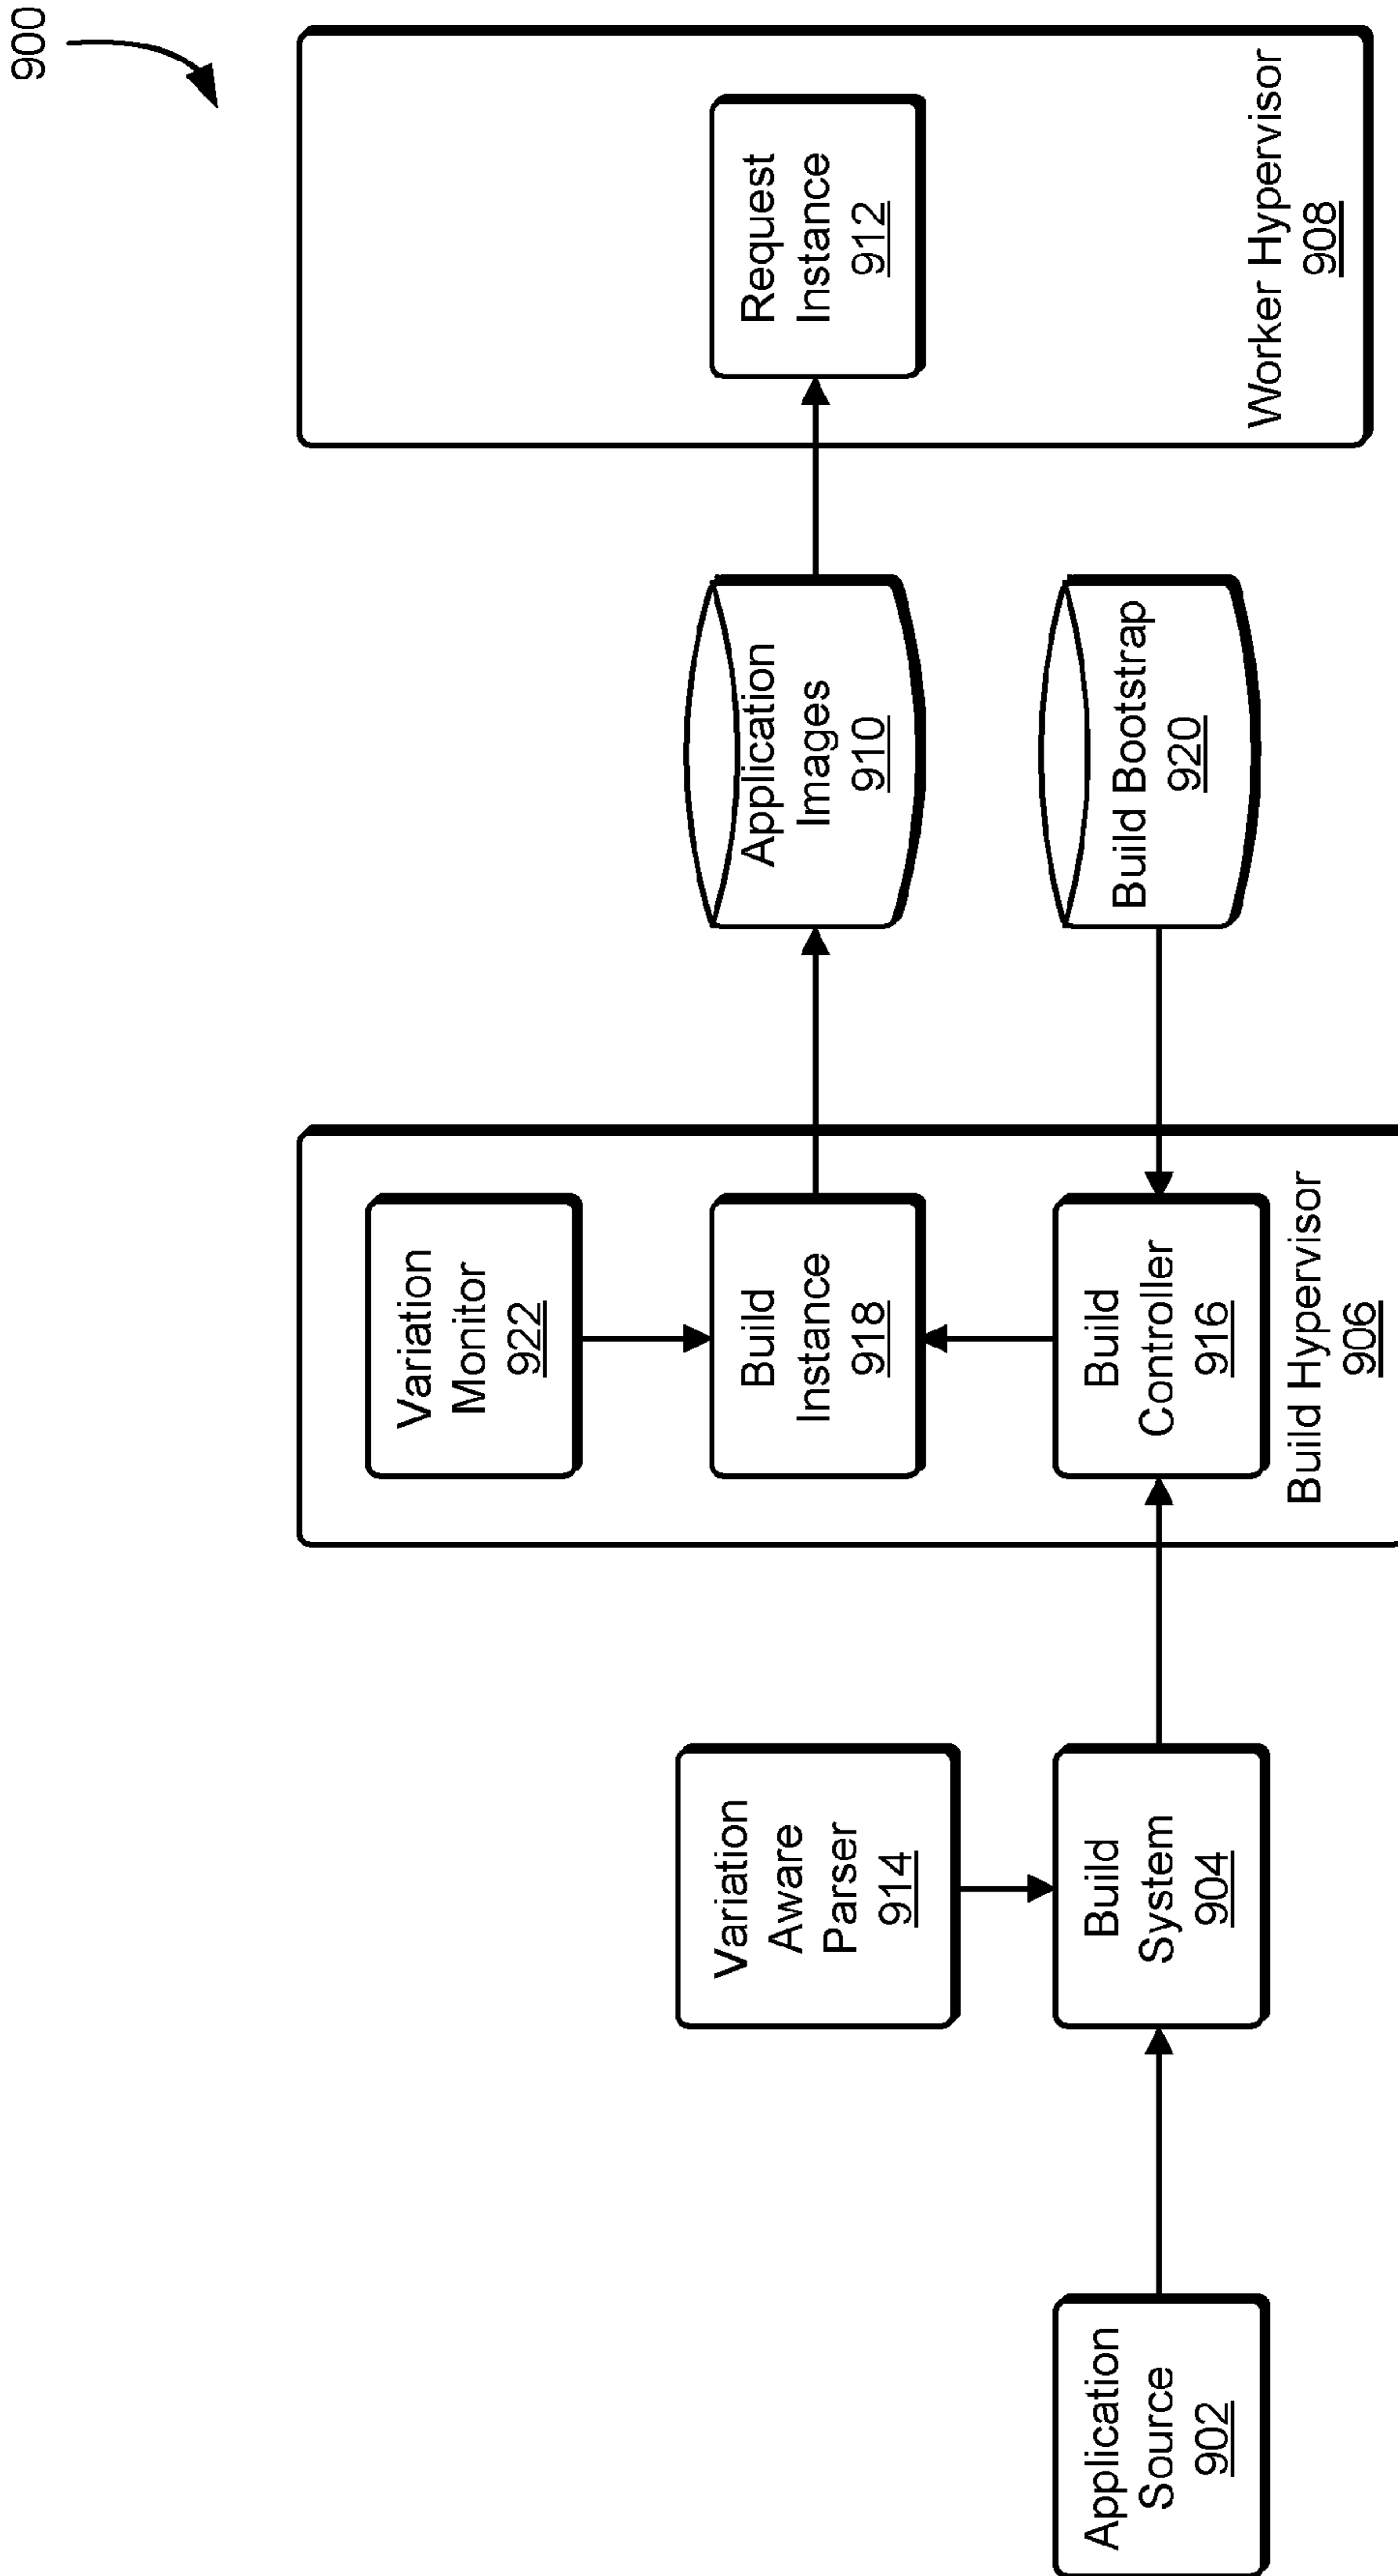 900
Variation
Monitor
922
Build
Instance
918
Build
Controller
916
Build Hypervisor
906
Application
Images
910
Build Bootstrap
920
Request
Instance
912
Worker Hypervisor
908
Variation
Aware
Parser
914
Build
System
904
Application
Source
902